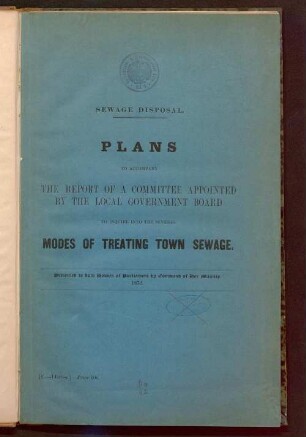 SEWAGE DISPOSAL.
PLANS
TO ACCOMPANY
THE REPORT OF A COMMITTEE APPOINTED
BY THE LOCAL GOVERNMENT BOARD
TO INQUIRE INTO THE SEVERAL
MODES OF TREATING TOWN SEWAGE.
Presented to both Houses of Parliament by Command of Her Majesty
Price